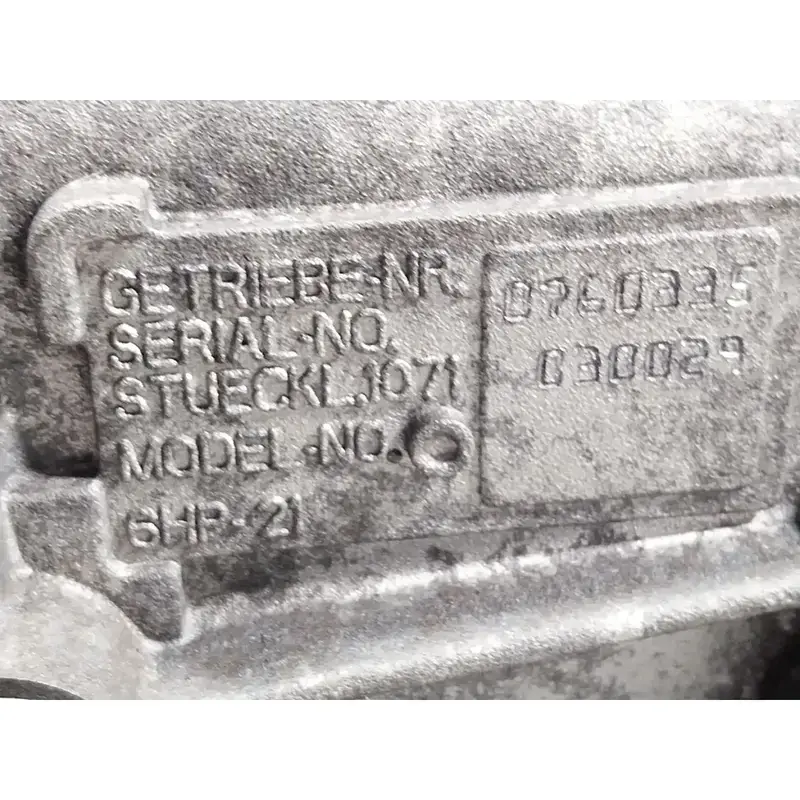 GETRIEBE-NR. 0760335
SERIAL-NO.
STUECKL.1071 030029
MODEL-NO.
6HP-21